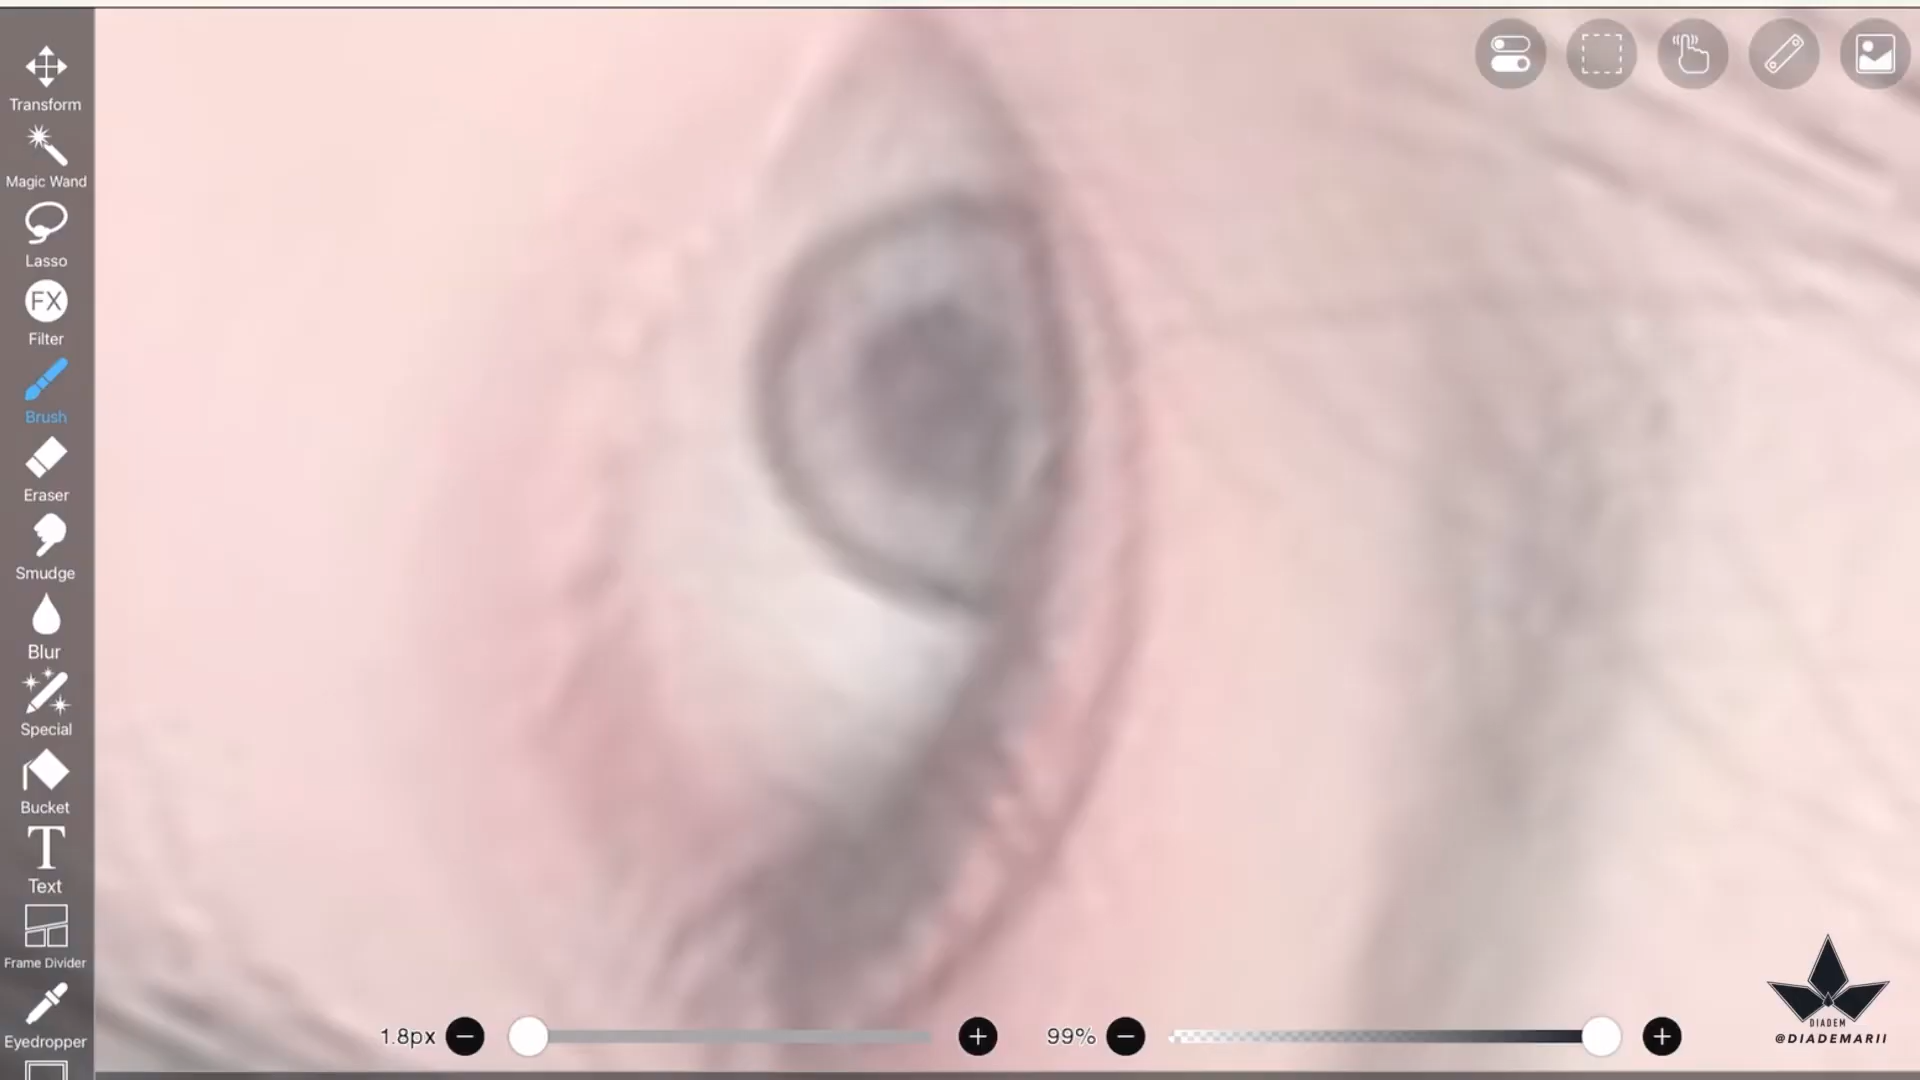 Transform
Magic Wand
Lasso
FX
Filter
Brush
Eraser
Smudge
Blur
Special
Bucket
T
Text
Frame Divider
Eyedropper
1.8px
99%
DIADEM
@DIADEMARII